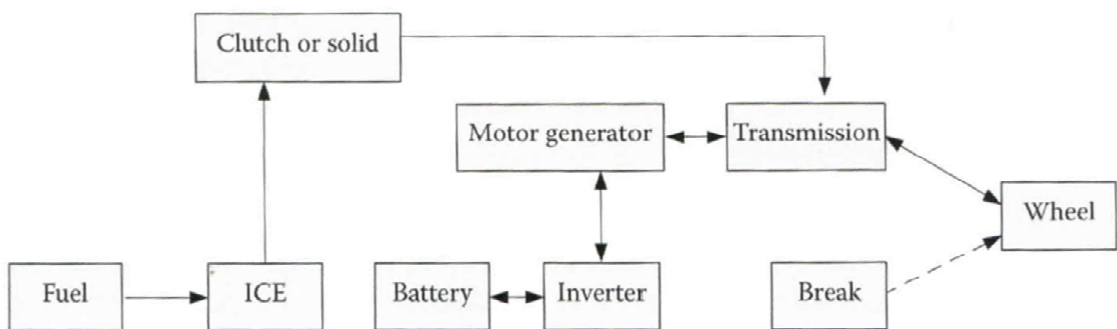 Clutch or solid
Motor generator
Transmission
Wheel
Fuel
ICE
Battery
Inverter
Break